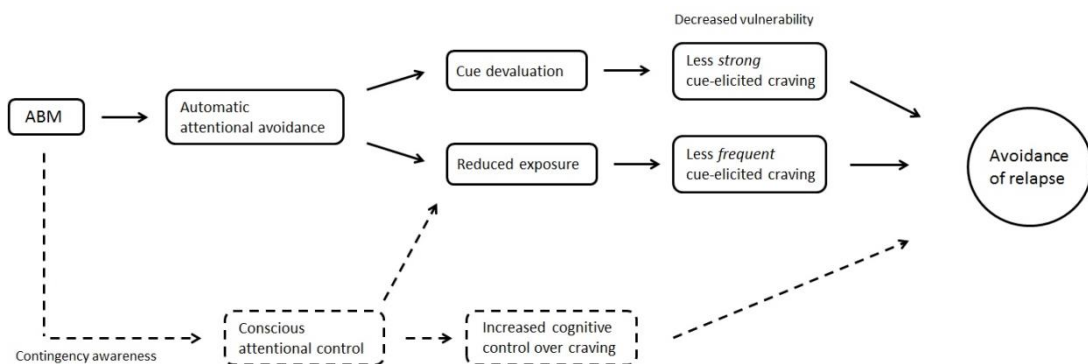 Decreased vulnerability
Cue devaluation
Less strong
cue-elicited craving
ABM
Automatic
attentional avoidance
Reduced exposure
Less frequent
cue-elicited craving
Avoidance
of relapse
Conscious
attentional control
Increased cognitive
control over craving
Contingency awareness